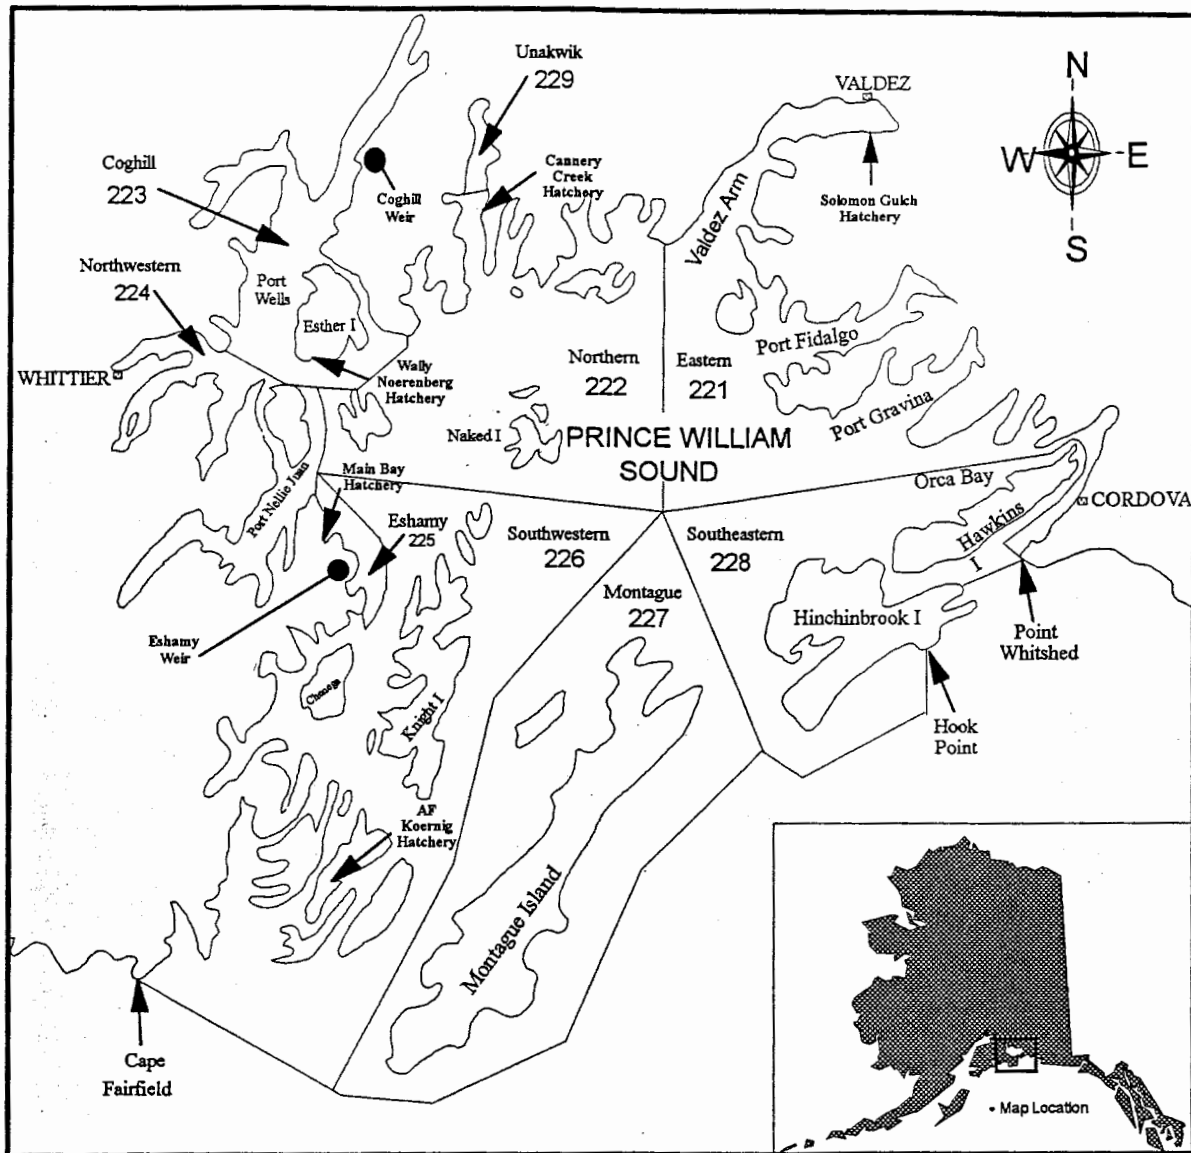 Unakwik
229
N
W
E
S
VALDEZ
Coghill
223
Coghill
Weir
Cannery
Creek
Hatchery
Solomon Gulch
Hatchery
Valdez Arm
Northwestern
224
Port
Wells
Esther I
WHITTIER
Wally
Noerenberg
Hatchery
Northern
222
Eastern
221
Port Fidalgo
Port Gravina
Naked I
PRINCE WILLIAM
SOUND
Port Nellie Juan
Main Bay
Hatchery
Orca Bay
CORDOVA
Hawkins
I
Eshamy
225
Southwestern
226
Southeastern
228
Montague
227
Hinchinbrook I
Point
Whitshed
Eshamy
Weir
Chenega
Knight I
Hook
Point
AF
Koernig
Hatchery
Montague Island
Cape
Fairfield
• Map Location